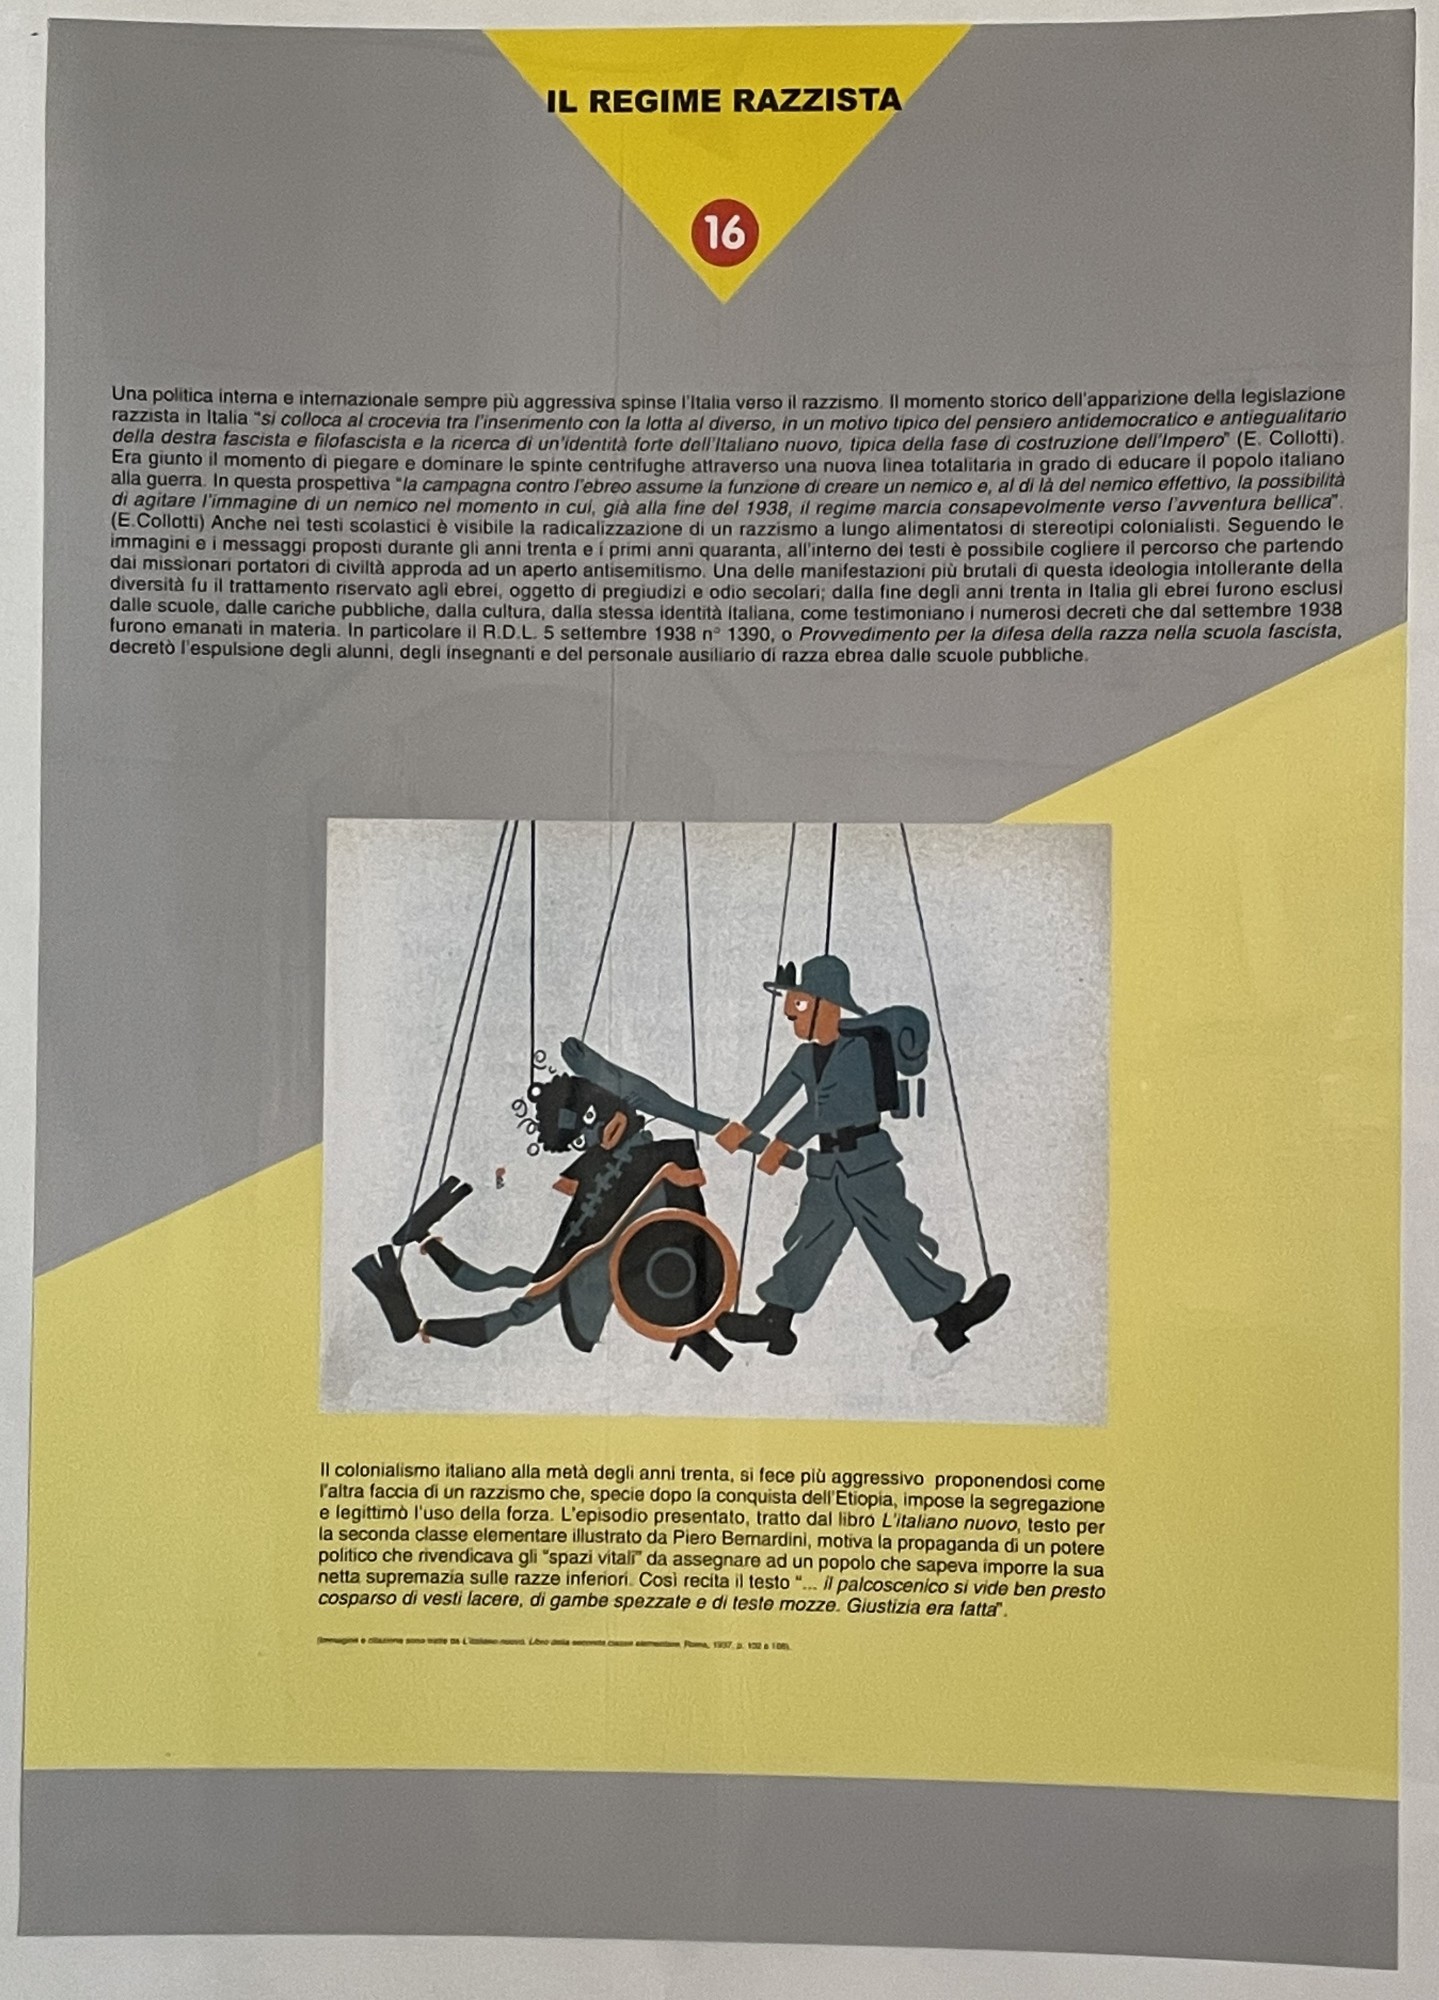 IL REGIME RAZZISTA
16
Una politica interna e internazionale sempre più aggressiva spinse l'Italia verso il razzismo. Il momento storico dell'apparizione della legislazione
razzista in Italia "si colloca al crocevia tra l'inserimento con la lotta al diverso, in un motivo tipico del pensiero antidemocratico e antiegualitario
della destra fascista e filofascista e la ricerca di un'identità forte dell'Italiano nuovo, tipica della fase di costruzione dell'Impero" (E. Collotti).
Era giunto il momento di piegare e dominare le spinte centrifughe attraverso una nuova linea totalitaria in grado di educare il popolo italiano
alla guerra. In questa prospettiva "la campagna contro l'ebreo assume la funzione di creare un nemico e, al di là del nemico effettivo, la possibilità
di agitare l'immagine di un nemico nel momento in cui, già alla fine del 1938, il regime marcia consapevolmente verso l'avventura bellica".
(E.Collotti) Anche nei testi scolastici è visibile la radicalizzazione di un razzismo a lungo alimentatosi di stereotipi colonialisti. Seguendo le
immagini e i messaggi proposti durante gli anni trenta e i primi anni quaranta, all'interno dei testi è possibile cogliere il percorso che partendo
dai missionari portatori di civiltà approda ad un aperto antisemitismo. Una delle manifestazioni più brutali di questa ideologia intollerante della
diversità fu il trattamento riservato agli ebrei, oggetto di pregiudizi e odio secolari; dalla fine degli anni trenta in Italia gli ebrei furono esclusi
dalle scuole, dalle cariche pubbliche, dalla cultura, dalla stessa identità italiana, come testimoniano i numerosi decreti che dal settembre 1938
furono emanati in materia. In particolare il R.D.L. 5 settembre 1938 n° 1390, o Provvedimento per la difesa della razza nella scuola fascista,
decretò l'espulsione degli alunni, degli insegnanti e del personale ausiliario di razza ebrea dalle scuole pubbliche.
Il colonialismo italiano alla metà degli anni trenta, si fece più aggressivo proponendosi come
l'altra faccia di un razzismo che, specie dopo la conquista dell'Etiopia, impose la segregazione
e legittimò l'uso della forza. L'episodio presentato, tratto dal libro L'italiano nuovo, testo per
la seconda classe elementare illustrato da Piero Bernardini, motiva la propaganda di un potere
politico che rivendicava gli "spazi vitali" da assegnare ad un popolo che sapeva imporre la sua
netta supremazia sulle razze inferiori. Così recita il testo "... il palcoscenico si vide ben presto
cosparso di vesti lacere, di gambe spezzate e di teste mozze. Giustizia era fatta".
(Immagine e citazione sono tratte da L'italiano nuovo. Libro della seconda classe elementare, Roma, 1937, p. 102 e 106).